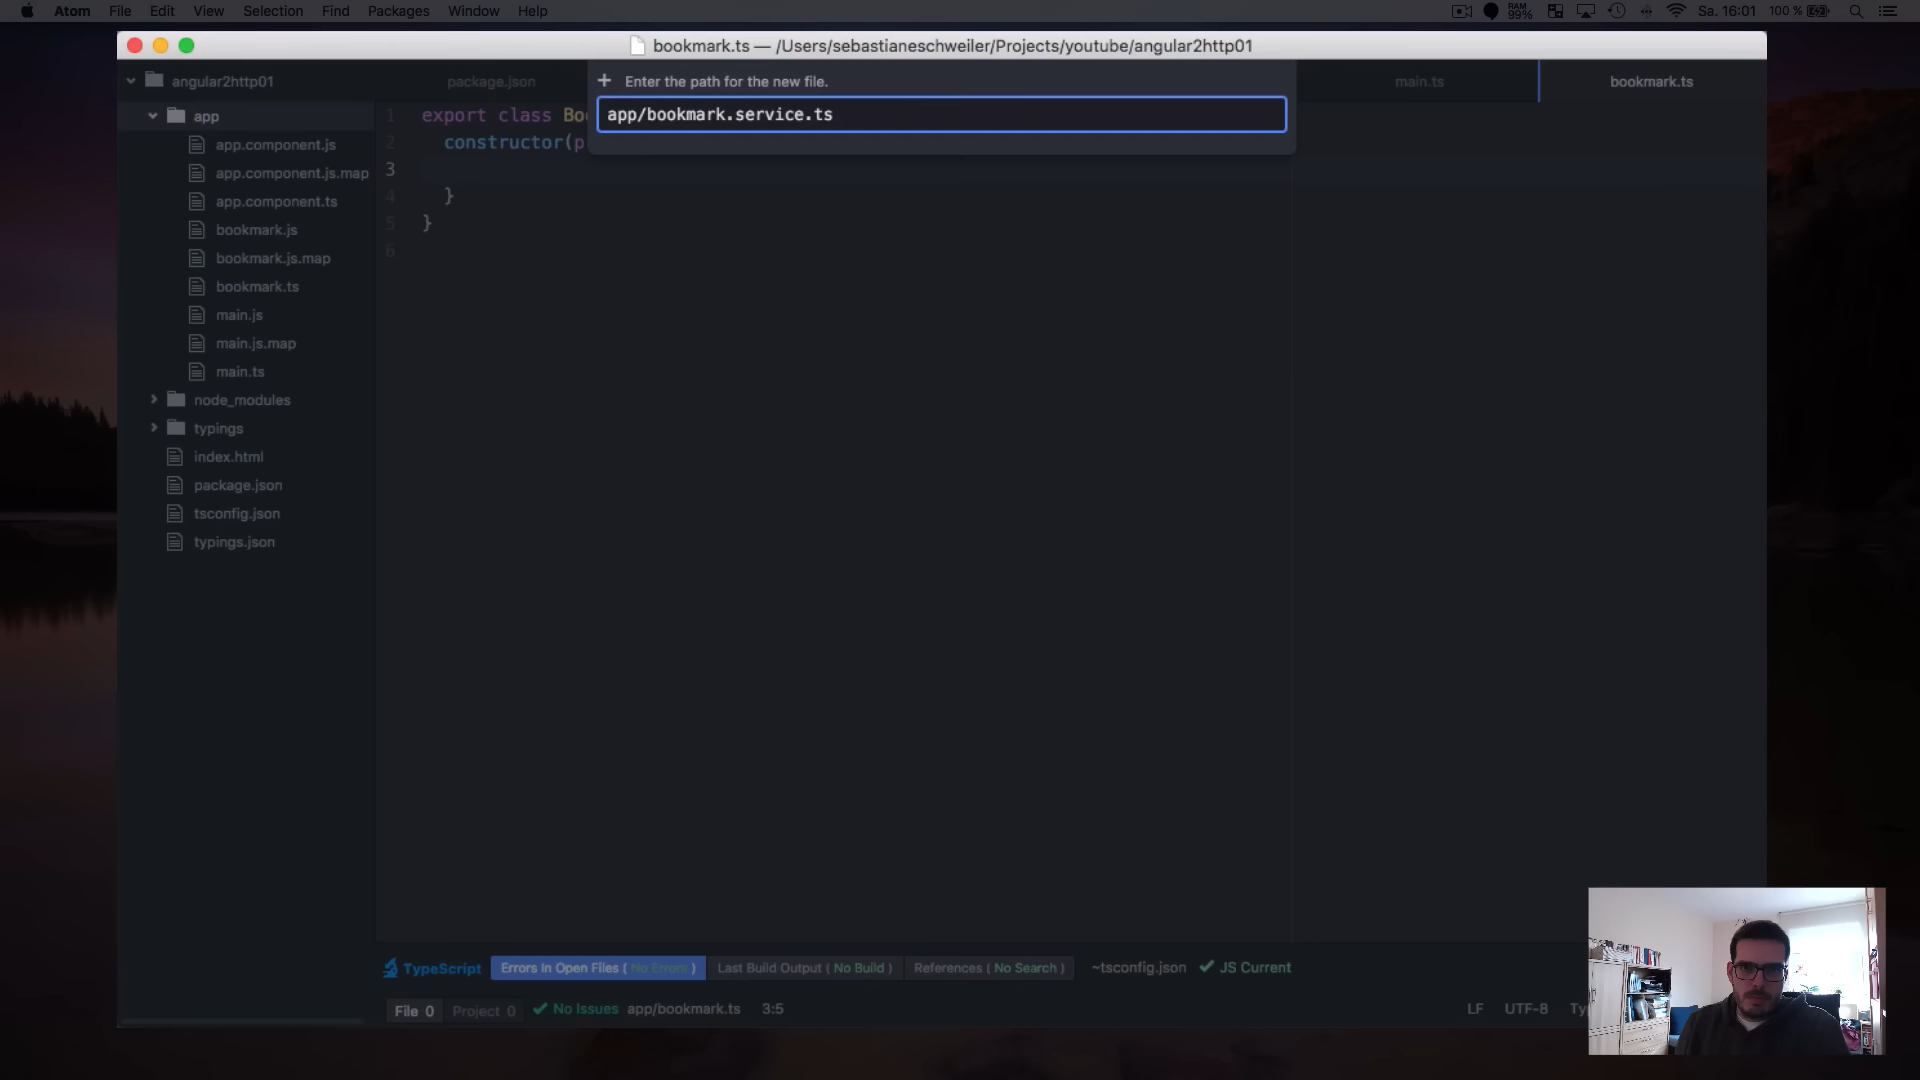 Atom File Edit View Selection Find Packages Window Help
RAM 99% Sa. 16:01 100 %
bookmark.ts — /Users/sebastianeschweiler/Projects/youtube/angular2http01
angular2http01
package.json
Enter the path for the new file.
main.ts
bookmark.ts
app/bookmark.service.ts
app
app.component.js
app.component.js.map
app.component.ts
bookmark.js
bookmark.js.map
bookmark.ts
main.js
main.js.map
main.ts
node_modules
typings
index.html
package.json
tsconfig.json
typings.json
1 export class Bo
2 constructor(p
3
4 }
5 }
6
TypeScript Errors In Open Files ( No Errors ) Last Build Output ( No Build ) References ( No Search ) ~tsconfig.json JS Current
File 0 Project 0 No Issues app/bookmark.ts 3:5 LF UTF-8 Ty